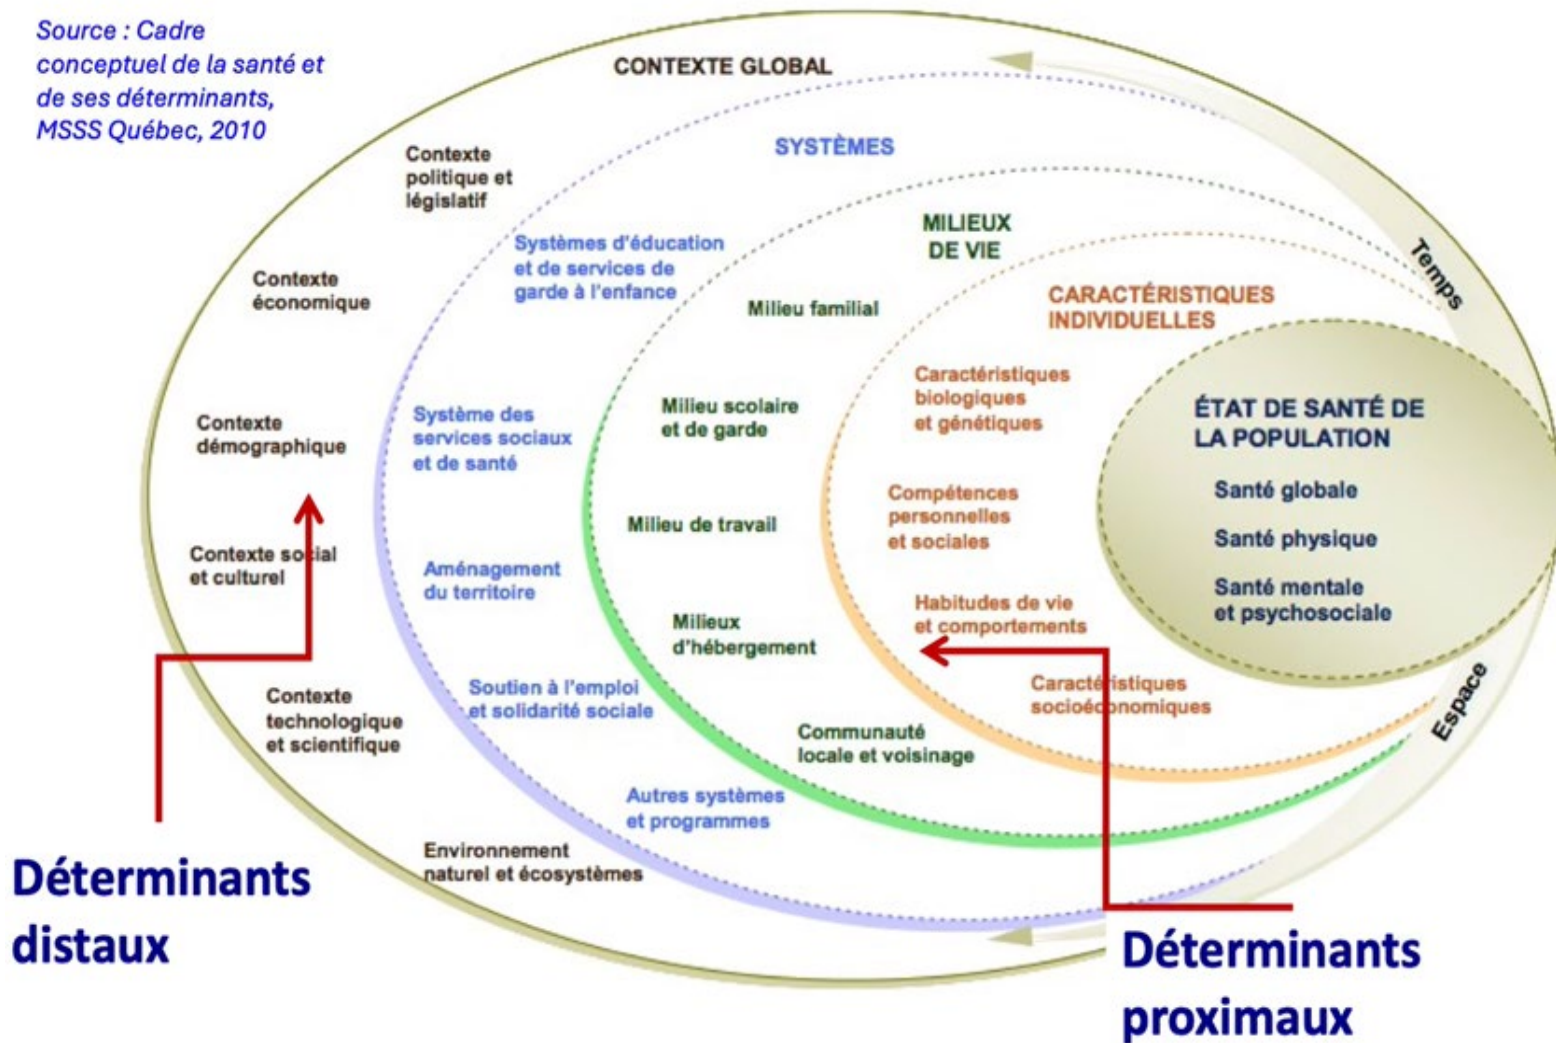 Source : Cadre
conceptuel de la santé et
de ses déterminants,
MSSS Québec, 2010
CONTEXTE GLOBAL
Contexte
politique et
législatif
Contexte
économique
Contexte
démographique
Contexte social
et culturel
Contexte
technologique
et scientifique
Environnement
naturel et écosystèmes
SYSTÈMES
Systèmes d'éducation
et de services de
garde à l'enfance
Système des
services sociaux
et de santé
Aménagement
du territoire
Soutien à l'emploi
et solidarité sociale
Autres systèmes
et programmes
MILIEUX
DE VIE
Milieu familial
Milieu scolaire
et de garde
Milieu de travail
Milieux
d'hébergement
Communauté
locale et voisinage
CARACTÉRISTIQUES
INDIVIDUELLES
Caractéristiques
biologiques
et génétiques
Compétences
personnelles
et sociales
Habitudes de vie
et comportements
Caractéristiques
socioéconomiques
ÉTAT DE SANTÉ DE
LA POPULATION
Santé globale
Santé physique
Santé mentale
et psychosociale
Temps
Espace
Déterminants
distaux
Déterminants
proximaux